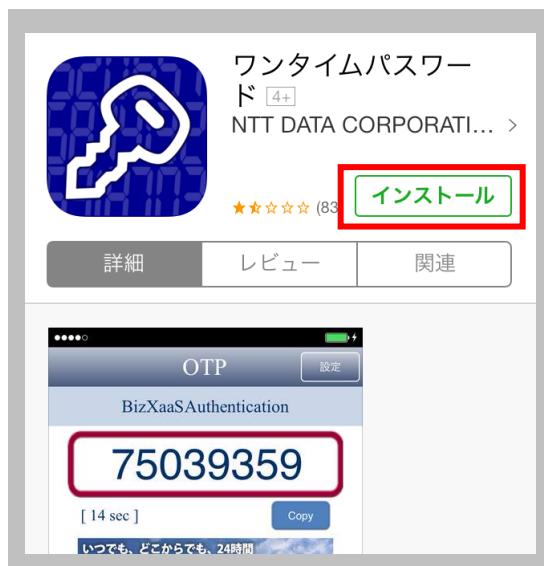 ワンタイムパスワー
ド 4+
NTT DATA CORPORATI...
★★☆☆☆ (83
インストール
詳細
レビュー
関連
OTP
設定
BizXaaSAuthentication
75039359
[ 14 sec ]
Copy
いつでも、どこからでも、24時間